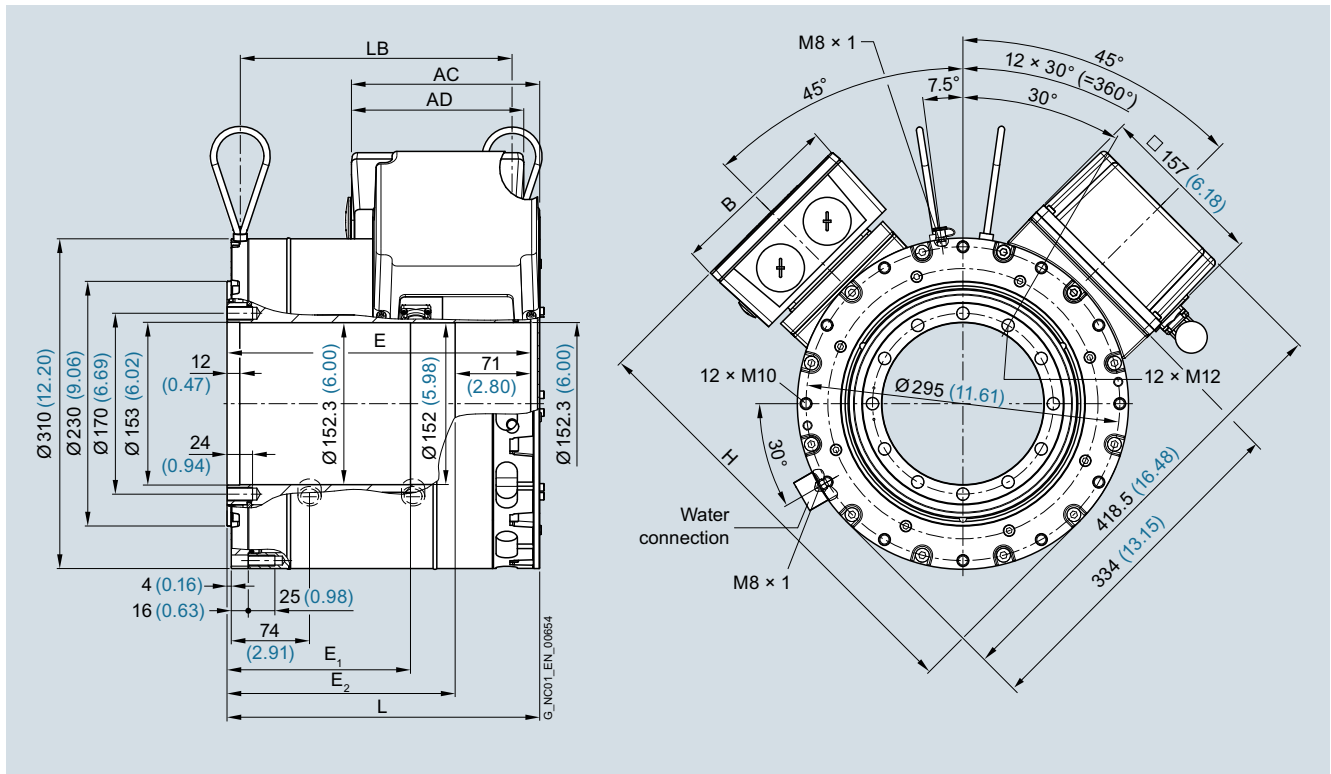 LB
AC
AD
E
12
(0.47)
71
(2.80)
Ø 310 (12.20)
Ø 230 (9.06)
Ø 170 (6.69)
Ø 153 (6.02)
Ø 152.3 (6.00)
Ø 152 (5.98)
Ø 152.3 (6.00)
24
(0.94)
4 (0.16)
16 (0.63)
25 (0.98)
74
(2.91)
E1
E2
L
G_NC01_EN_00654
M8 × 1
45°
12 × 30° (=360°)
45°
7.5°
30°
□ 157 (6.18)
B
12 × M10
Ø 295 (11.61)
12 × M12
30°
H
Water
connection
M8 × 1
418.5 (16.48)
334 (13.15)